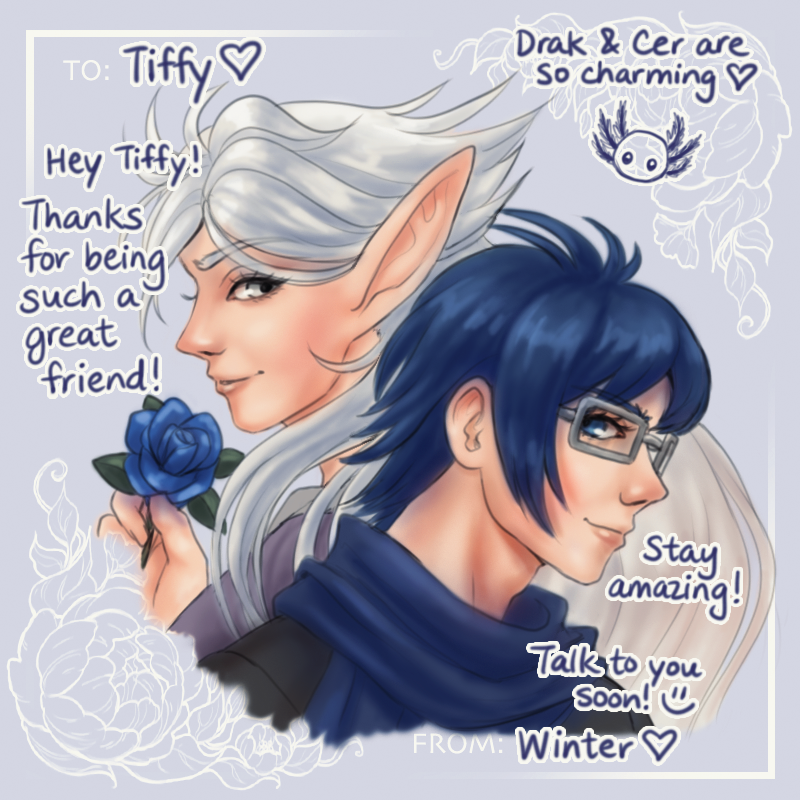 TO: Tiffy♡
Drak & Cer are
so charming ♡
Hey Tiffy!
Thanks
for being
such a
great
friend!
Stay
amazing!
Talk to you
soon! :)
FROM: Winter♡